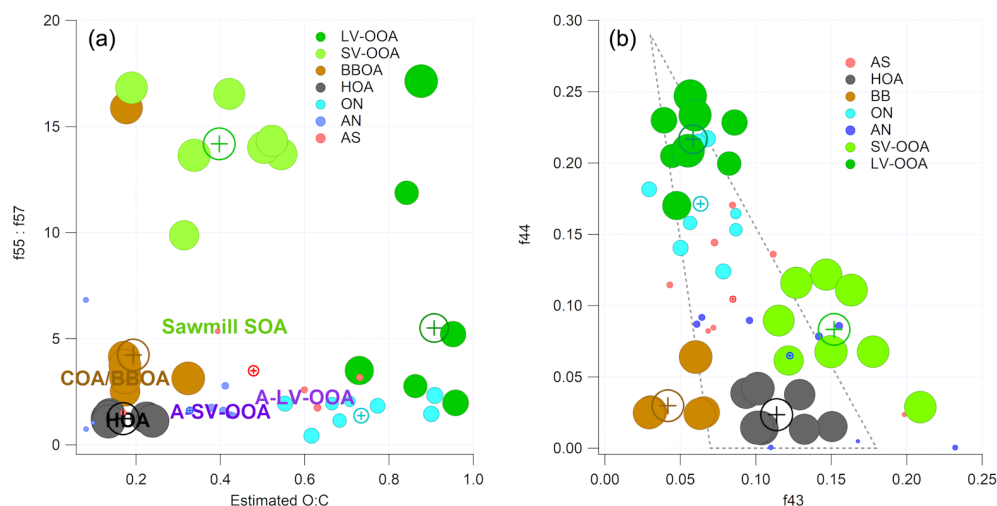 (a)
LV-OOA
SV-OOA
BBOA
HOA
ON
AN
AS
20
15
10
5
0
f55 : f57
Sawmill SOA
COA/BBOA
A-LV-OOA
A-SV-OOA
HOA
0.2
0.4
0.6
0.8
1.0
Estimated O:C
(b)
AS
HOA
BB
ON
AN
SV-OOA
LV-OOA
0.30
0.25
0.20
0.15
0.10
0.05
0.00
f44
0.00
0.05
0.10
0.15
0.20
0.25
f43